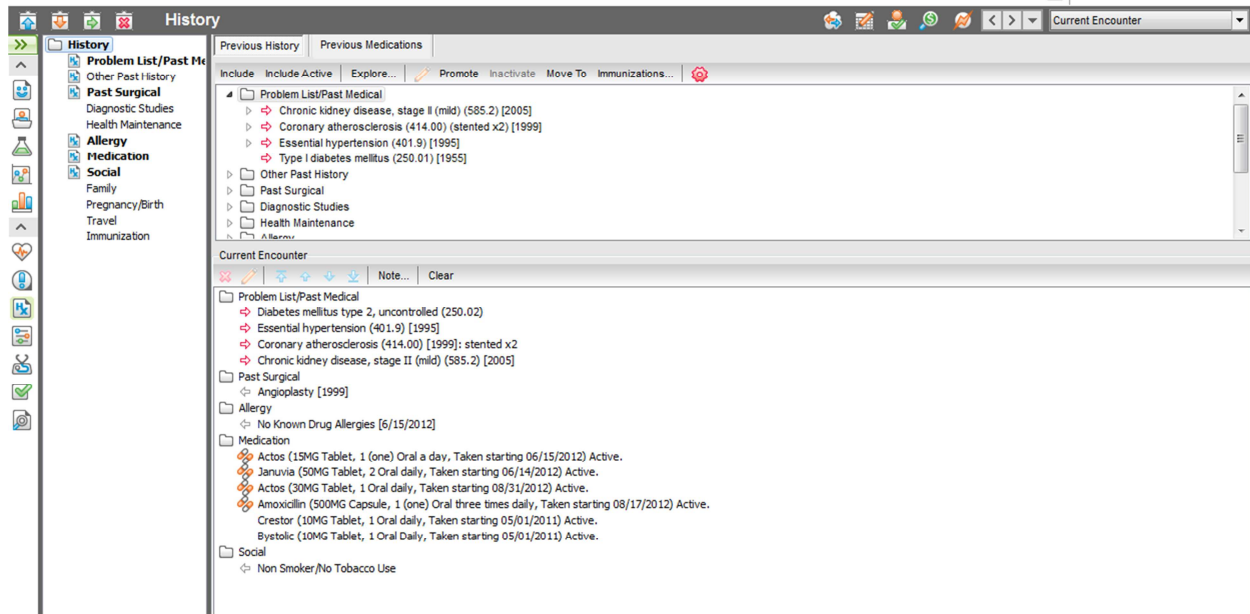 History
Current Encounter
History
Problem List/Past Me
Other Past History
Past Surgical
Diagnostic Studies
Health Maintenance
Allergy
Medication
Social
Family
Pregnancy/Birth
Travel
Immunization
Previous History Previous Medications
Include Include Active Explore... Promote Inactivate Move To Immunizations...
Problem List/Past Medical
Chronic kidney disease, stage II (mild) (585.2) [2005]
Coronary atherosclerosis (414.00) (stented x2) [1999]
Essential hypertension (401.9) [1995]
Type I diabetes mellitus (250.01) [1955]
Other Past History
Past Surgical
Diagnostic Studies
Health Maintenance
Allergy
Current Encounter
Note... Clear
Problem List/Past Medical
Diabetes mellitus type 2, uncontrolled (250.02)
Essential hypertension (401.9) [1995]
Coronary atherosclerosis (414.00) [1999]: stented x2
Chronic kidney disease, stage II (mild) (585.2) [2005]
Past Surgical
Angioplasty [1999]
Allergy
No Known Drug Allergies [6/15/2012]
Medication
Actos (15MG Tablet, 1 (one) Oral a day, Taken starting 06/15/2012) Active.
Januvia (50MG Tablet, 2 Oral daily, Taken starting 06/14/2012) Active.
Actos (30MG Tablet, 1 Oral daily, Taken starting 08/31/2012) Active.
Amoxicillin (500MG Capsule, 1 (one) Oral three times daily, Taken starting 08/17/2012) Active.
Crestor (10MG Tablet, 1 Oral daily, Taken starting 05/01/2011) Active.
Bystolic (10MG Tablet, 1 Oral Daily, Taken starting 05/01/2011) Active.
Social
Non Smoker/No Tobacco Use